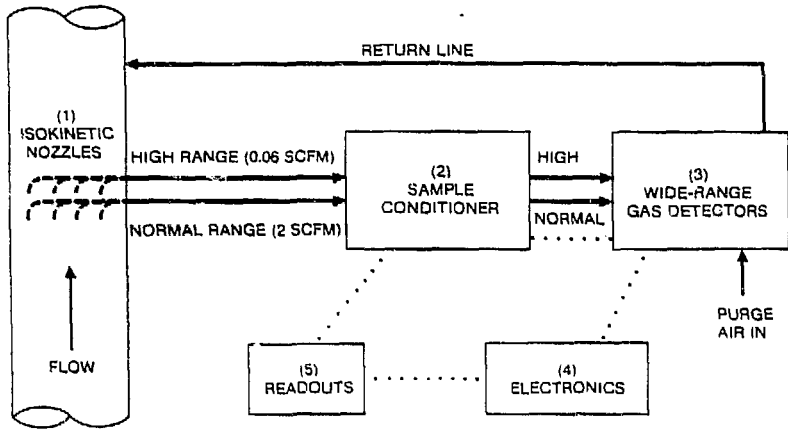 RETURN LINE
(1)
ISOKINETIC
NOZZLES
HIGH RANGE (0.06 SCFM)
NORMAL RANGE (2 SCFM)
FLOW
(2)
SAMPLE
CONDITIONER
HIGH
NORMAL
(3)
WIDE-RANGE
GAS DETECTORS
PURGE
AIR IN
(5)
READOUTS
(4)
ELECTRONICS